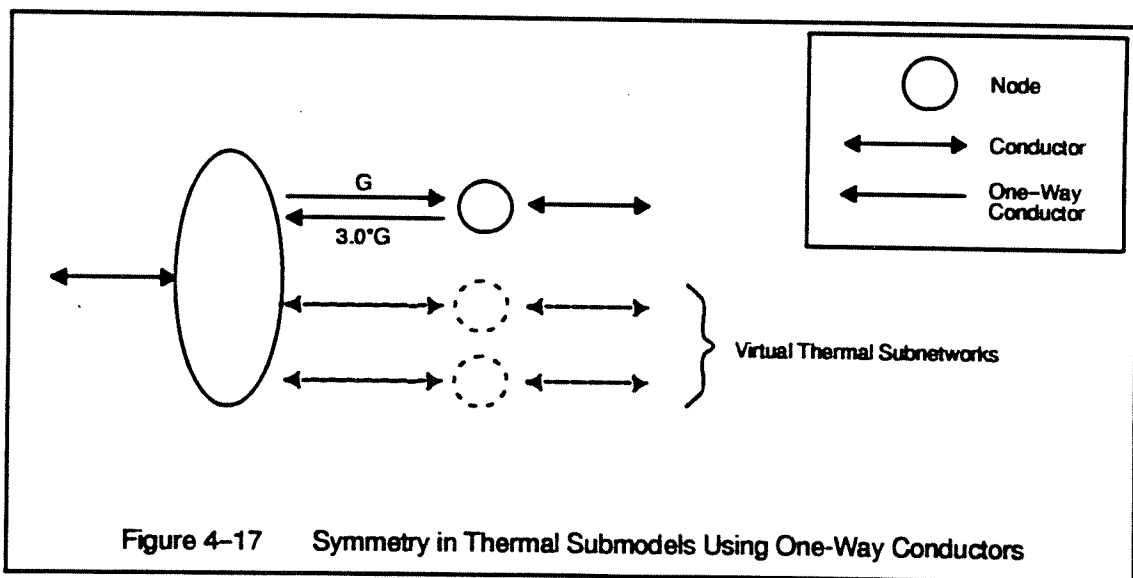 Node
Conductor
One-Way
Conductor
G
3.0*G
Virtual Thermal Subnetworks
Figure 4-17 Symmetry in Thermal Submodels Using One-Way Conductors